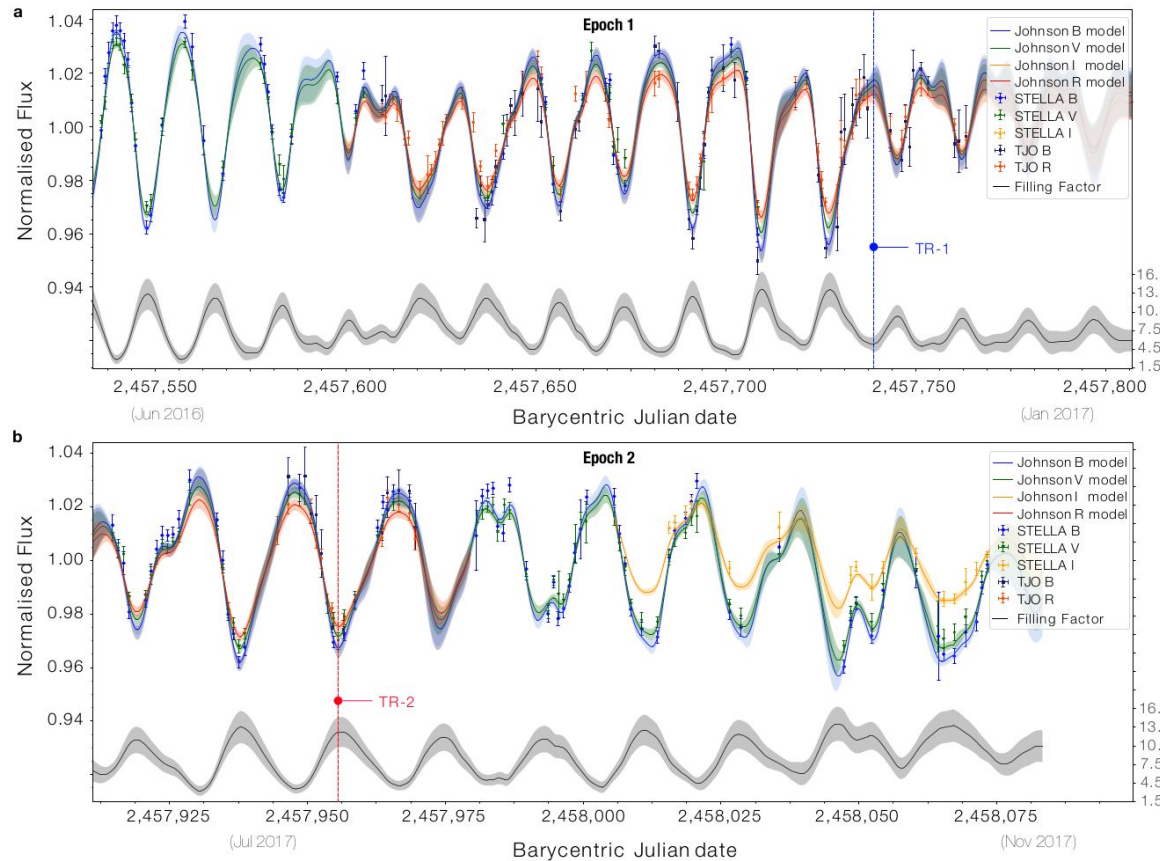 a
Epoch 1
1.04
1.02
1.00
0.98
0.96
0.94
Normalised Flux
Johnson B model
Johnson V model
Johnson I model
Johnson R model
STELLA B
STELLA V
STELLA I
TJO B
TJO R
Filling Factor
TR-1
16.
13.
10.
7.5
4.5
1.5
2,457,550
2,457,600
2,457,650
2,457,700
2,457,750
2,457,800
(Jun 2016)
Barycentric Julian date
(Jan 2017)
b
Epoch 2
1.04
1.02
1.00
0.98
0.96
0.94
Normalised Flux
Johnson B model
Johnson V model
Johnson I model
Johnson R model
STELLA B
STELLA V
STELLA I
TJO B
TJO R
Filling Factor
TR-2
16.
13.
10.
7.5
4.5
1.5
2,457,925
2,457,950
2,457,975
2,458,000
2,458,025
2,458,050
2,458,075
(Jul 2017)
Barycentric Julian date
(Nov 2017)